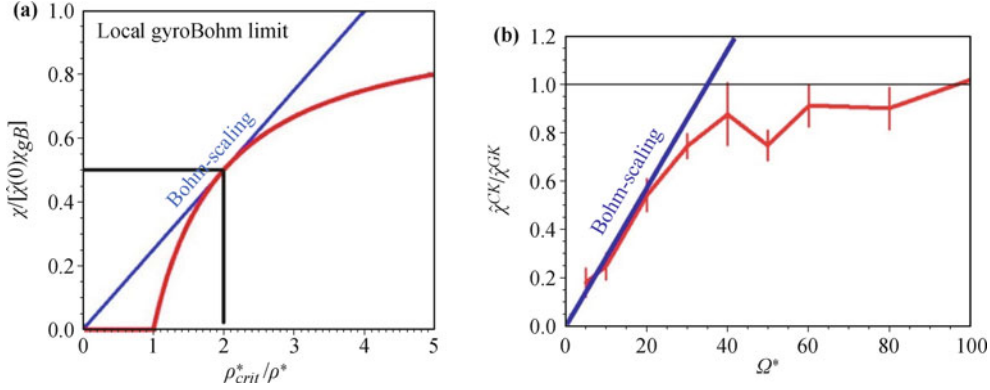 (a)
1.0
0.8
0.6
0.4
0.2
0.0
χ/[χ̂(0)χgB]
Local gyroBohm limit
Bohm-scaling
0 1 2 3 4 5
ρ*crit/ρ*
(b)
1.2
1.0
0.8
0.6
0.4
0.2
0.0
χ̂CK/χ̂GK
Bohm-scaling
0 20 40 60 80 100
Ω*